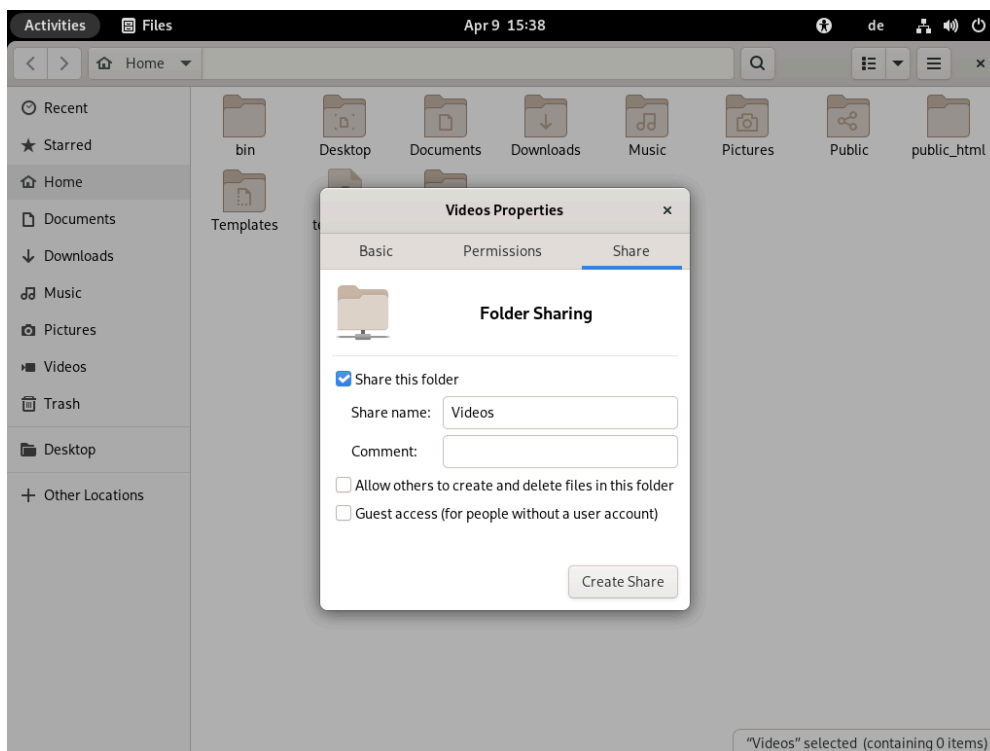 Activities Files Apr 9 15:38 de
Home
Recent
Starred
Home
Documents
Downloads
Music
Pictures
Videos
Trash
Desktop
Other Locations
bin Desktop Documents Downloads Music Pictures Public public_html
Templates
Videos Properties
Basic Permissions Share
Folder Sharing
Share this folder
Share name: Videos
Comment:
Allow others to create and delete files in this folder
Guest access (for people without a user account)
Create Share
“Videos” selected (containing 0 items)